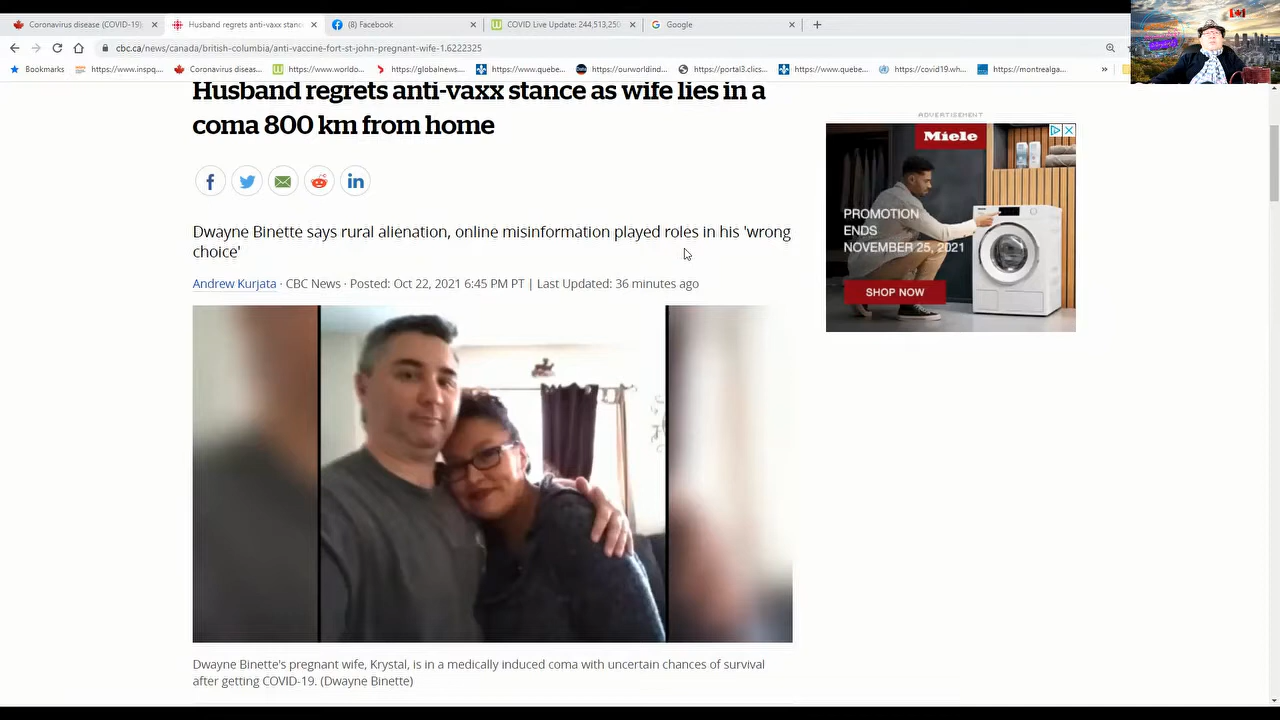 Coronavirus disease (COVID-19)
Husband regrets anti-vaxx stanc
(8) Facebook
COVID Live Update: 244,513,250
Google
cbc.ca/news/canada/british-columbia/anti-vaccine-fort-st-john-pregnant-wife-1.6222325
Bookmarks
https://www.inspq....
Coronavirus diseas...
https://www.worldo...
https://globalnews....
https://www.quebe...
https://ourworldind...
https://portal3.clics...
https://www.quebe...
https://covid19.wh...
https://montrealga...
Husband regrets anti-vaxx stance as wife lies in a
coma 800 km from home
Dwayne Binette says rural alienation, online misinformation played roles in his 'wrong
choice'
Andrew Kurjata · CBC News · Posted: Oct 22, 2021 6:45 PM PT | Last Updated: 36 minutes ago
ADVERTISEMENT
Miele
PROMOTION
ENDS
NOVEMBER 25, 2021
SHOP NOW
Dwayne Binette's pregnant wife, Krystal, is in a medically induced coma with uncertain chances of survival
after getting COVID-19. (Dwayne Binette)